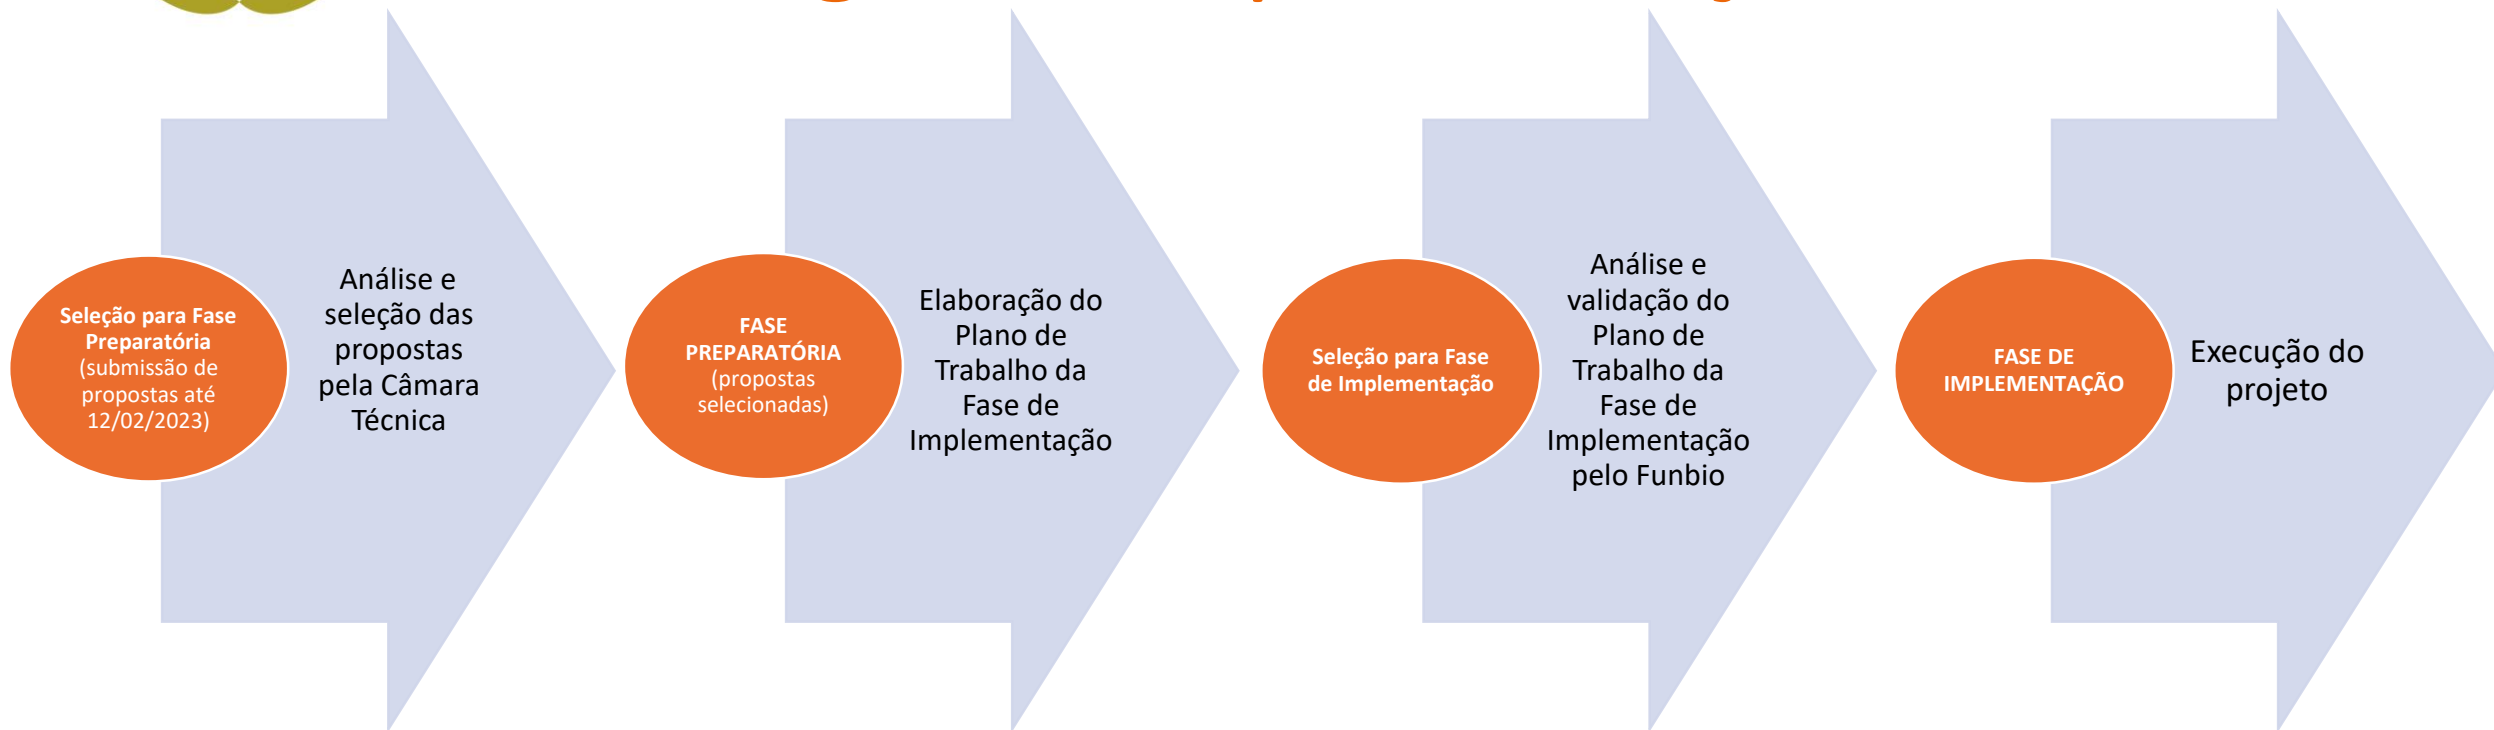 Seleção para Fase
Preparatória
(submissão de
propostas até
12/02/2023)
Análise e
seleção das
propostas
pela Câmara
Técnica
FASE
PREPARATÓRIA
(propostas
selecionadas)
Elaboração do
Plano de
Trabalho da
Fase de
Implementação
Seleção para Fase
de Implementação
Análise e
validação do
Plano de
Trabalho da
Fase de
Implementação
pelo Funbio
FASE DE
IMPLEMENTAÇÃO
Execução do
projeto